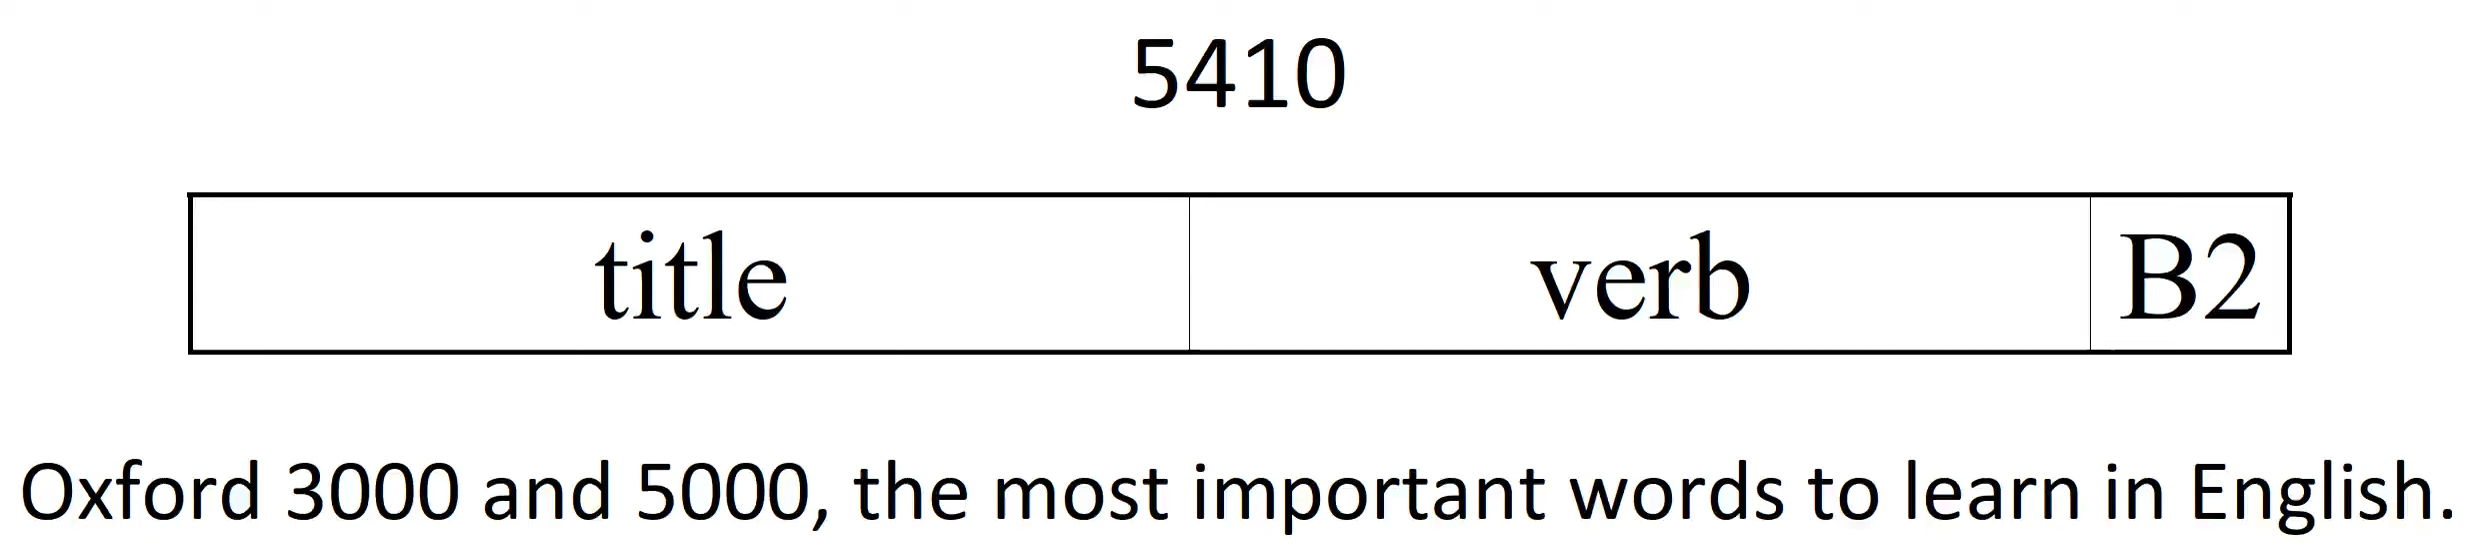 5410
title verb B2
Oxford 3000 and 5000, the most important words to learn in English.